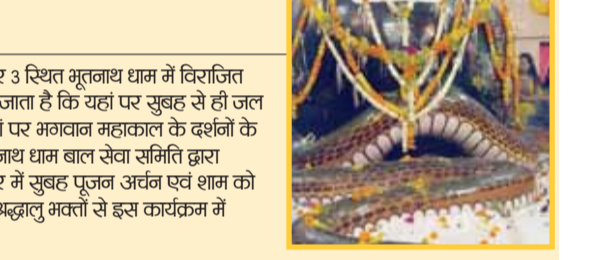 3 स्थित भूतनाथ धाम में विराजित
जाता है कि यहां पर सुबह से ही जल
पर भगवान महाकाल के दर्शनों के
धाम बाल सेवा समिति द्वारा
में सुबह पूजन अर्चन एवं शाम को
श्रद्धालु भक्तों से इस कार्यक्रम में